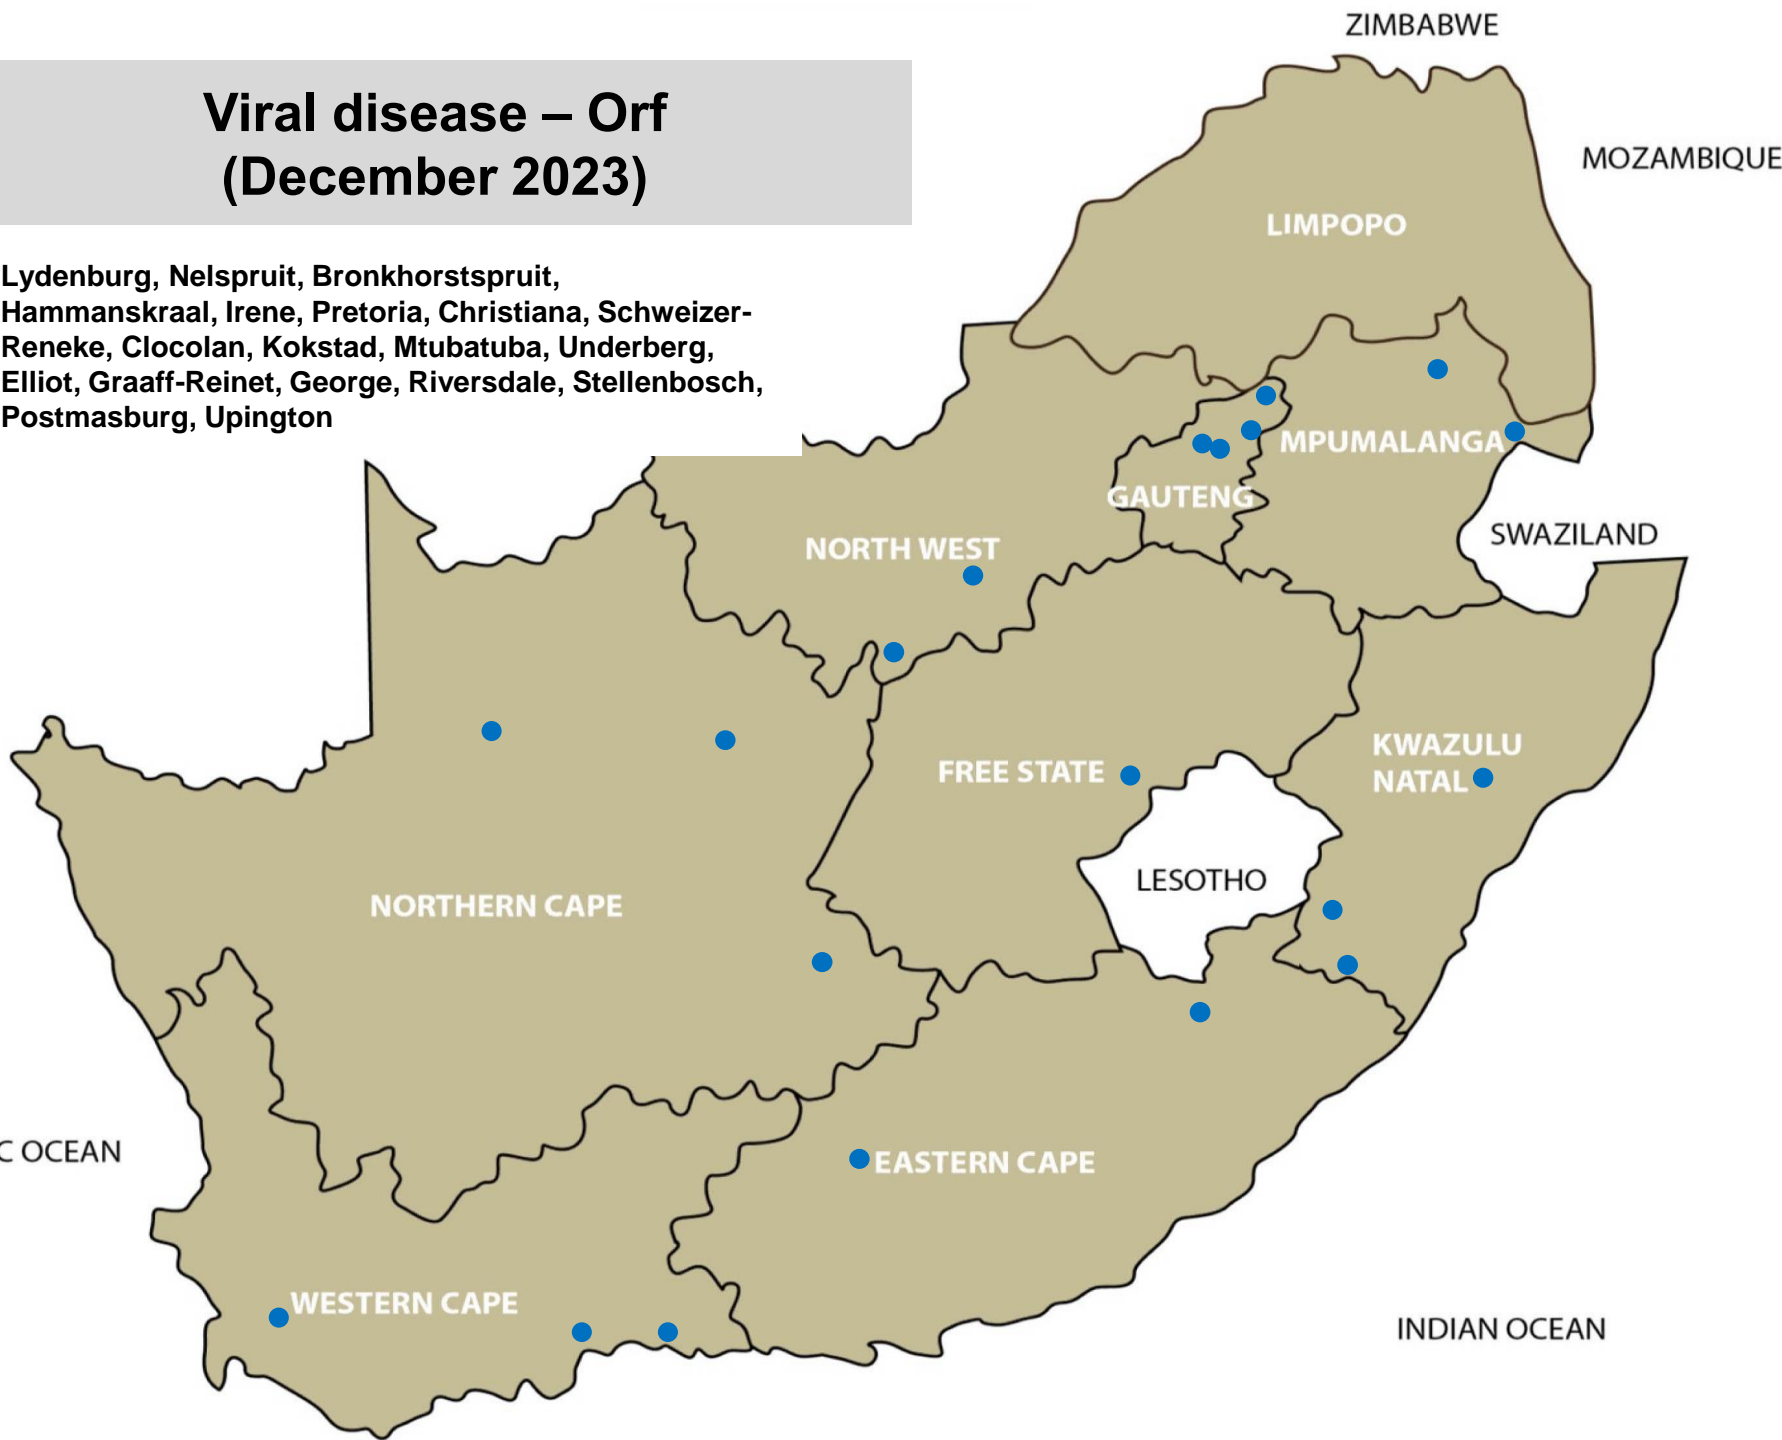 ZIMBABWE
Viral disease – Orf
(December 2023)
MOZAMBIQUE
LIMPOPO
Lydenburg, Nelspruit, Bronkhorstspruit,
Hammanskraal, Irene, Pretoria, Christiana, Schweizer-
Reneke, Clocolan, Kokstad, Mtubatuba, Underberg,
Elliot, Graaff-Reinet, George, Riversdale, Stellenbosch,
Postmasburg, Upington
MPUMALANGA
GAUTENG
SWAZILAND
NORTH WEST
KWAZULU
NATAL
FREE STATE
LESOTHO
NORTHERN CAPE
C OCEAN
EASTERN CAPE
WESTERN CAPE
INDIAN OCEAN